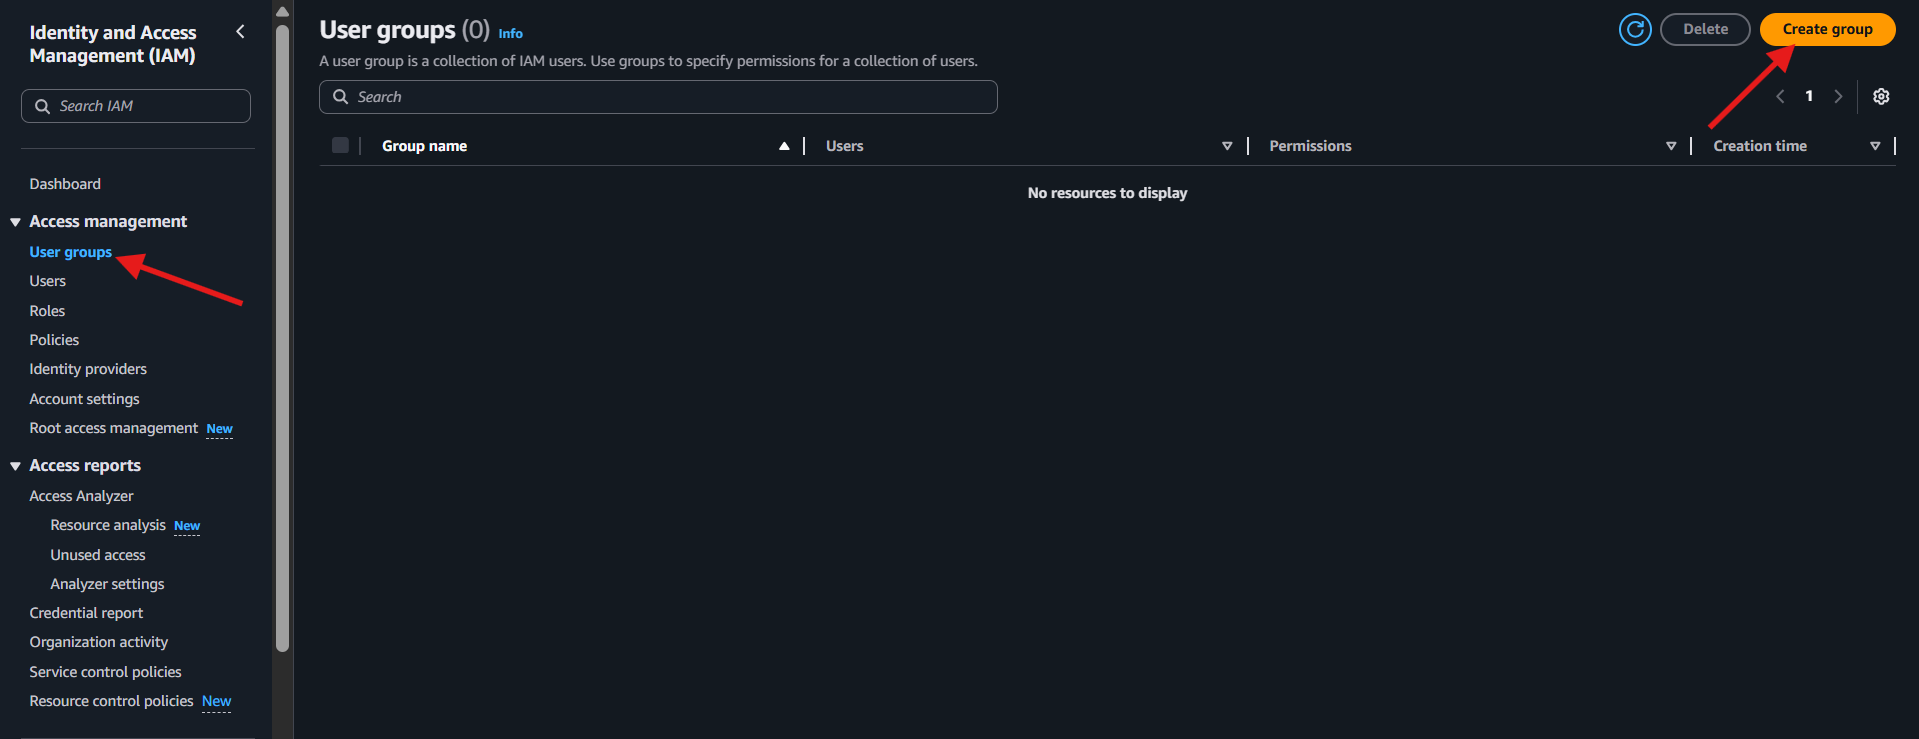 Identity and Access
Management (IAM)
Search IAM
Dashboard
Access management
User groups
Users
Roles
Policies
Identity providers
Account settings
Root access management New
Access reports
Access Analyzer
Resource analysis New
Unused access
Analyzer settings
Credential report
Organization activity
Service control policies
Resource control policies New
User groups (0) Info
Delete
Create group
A user group is a collection of IAM users. Use groups to specify permissions for a collection of users.
Search
1
Group name Users Permissions Creation time
No resources to display